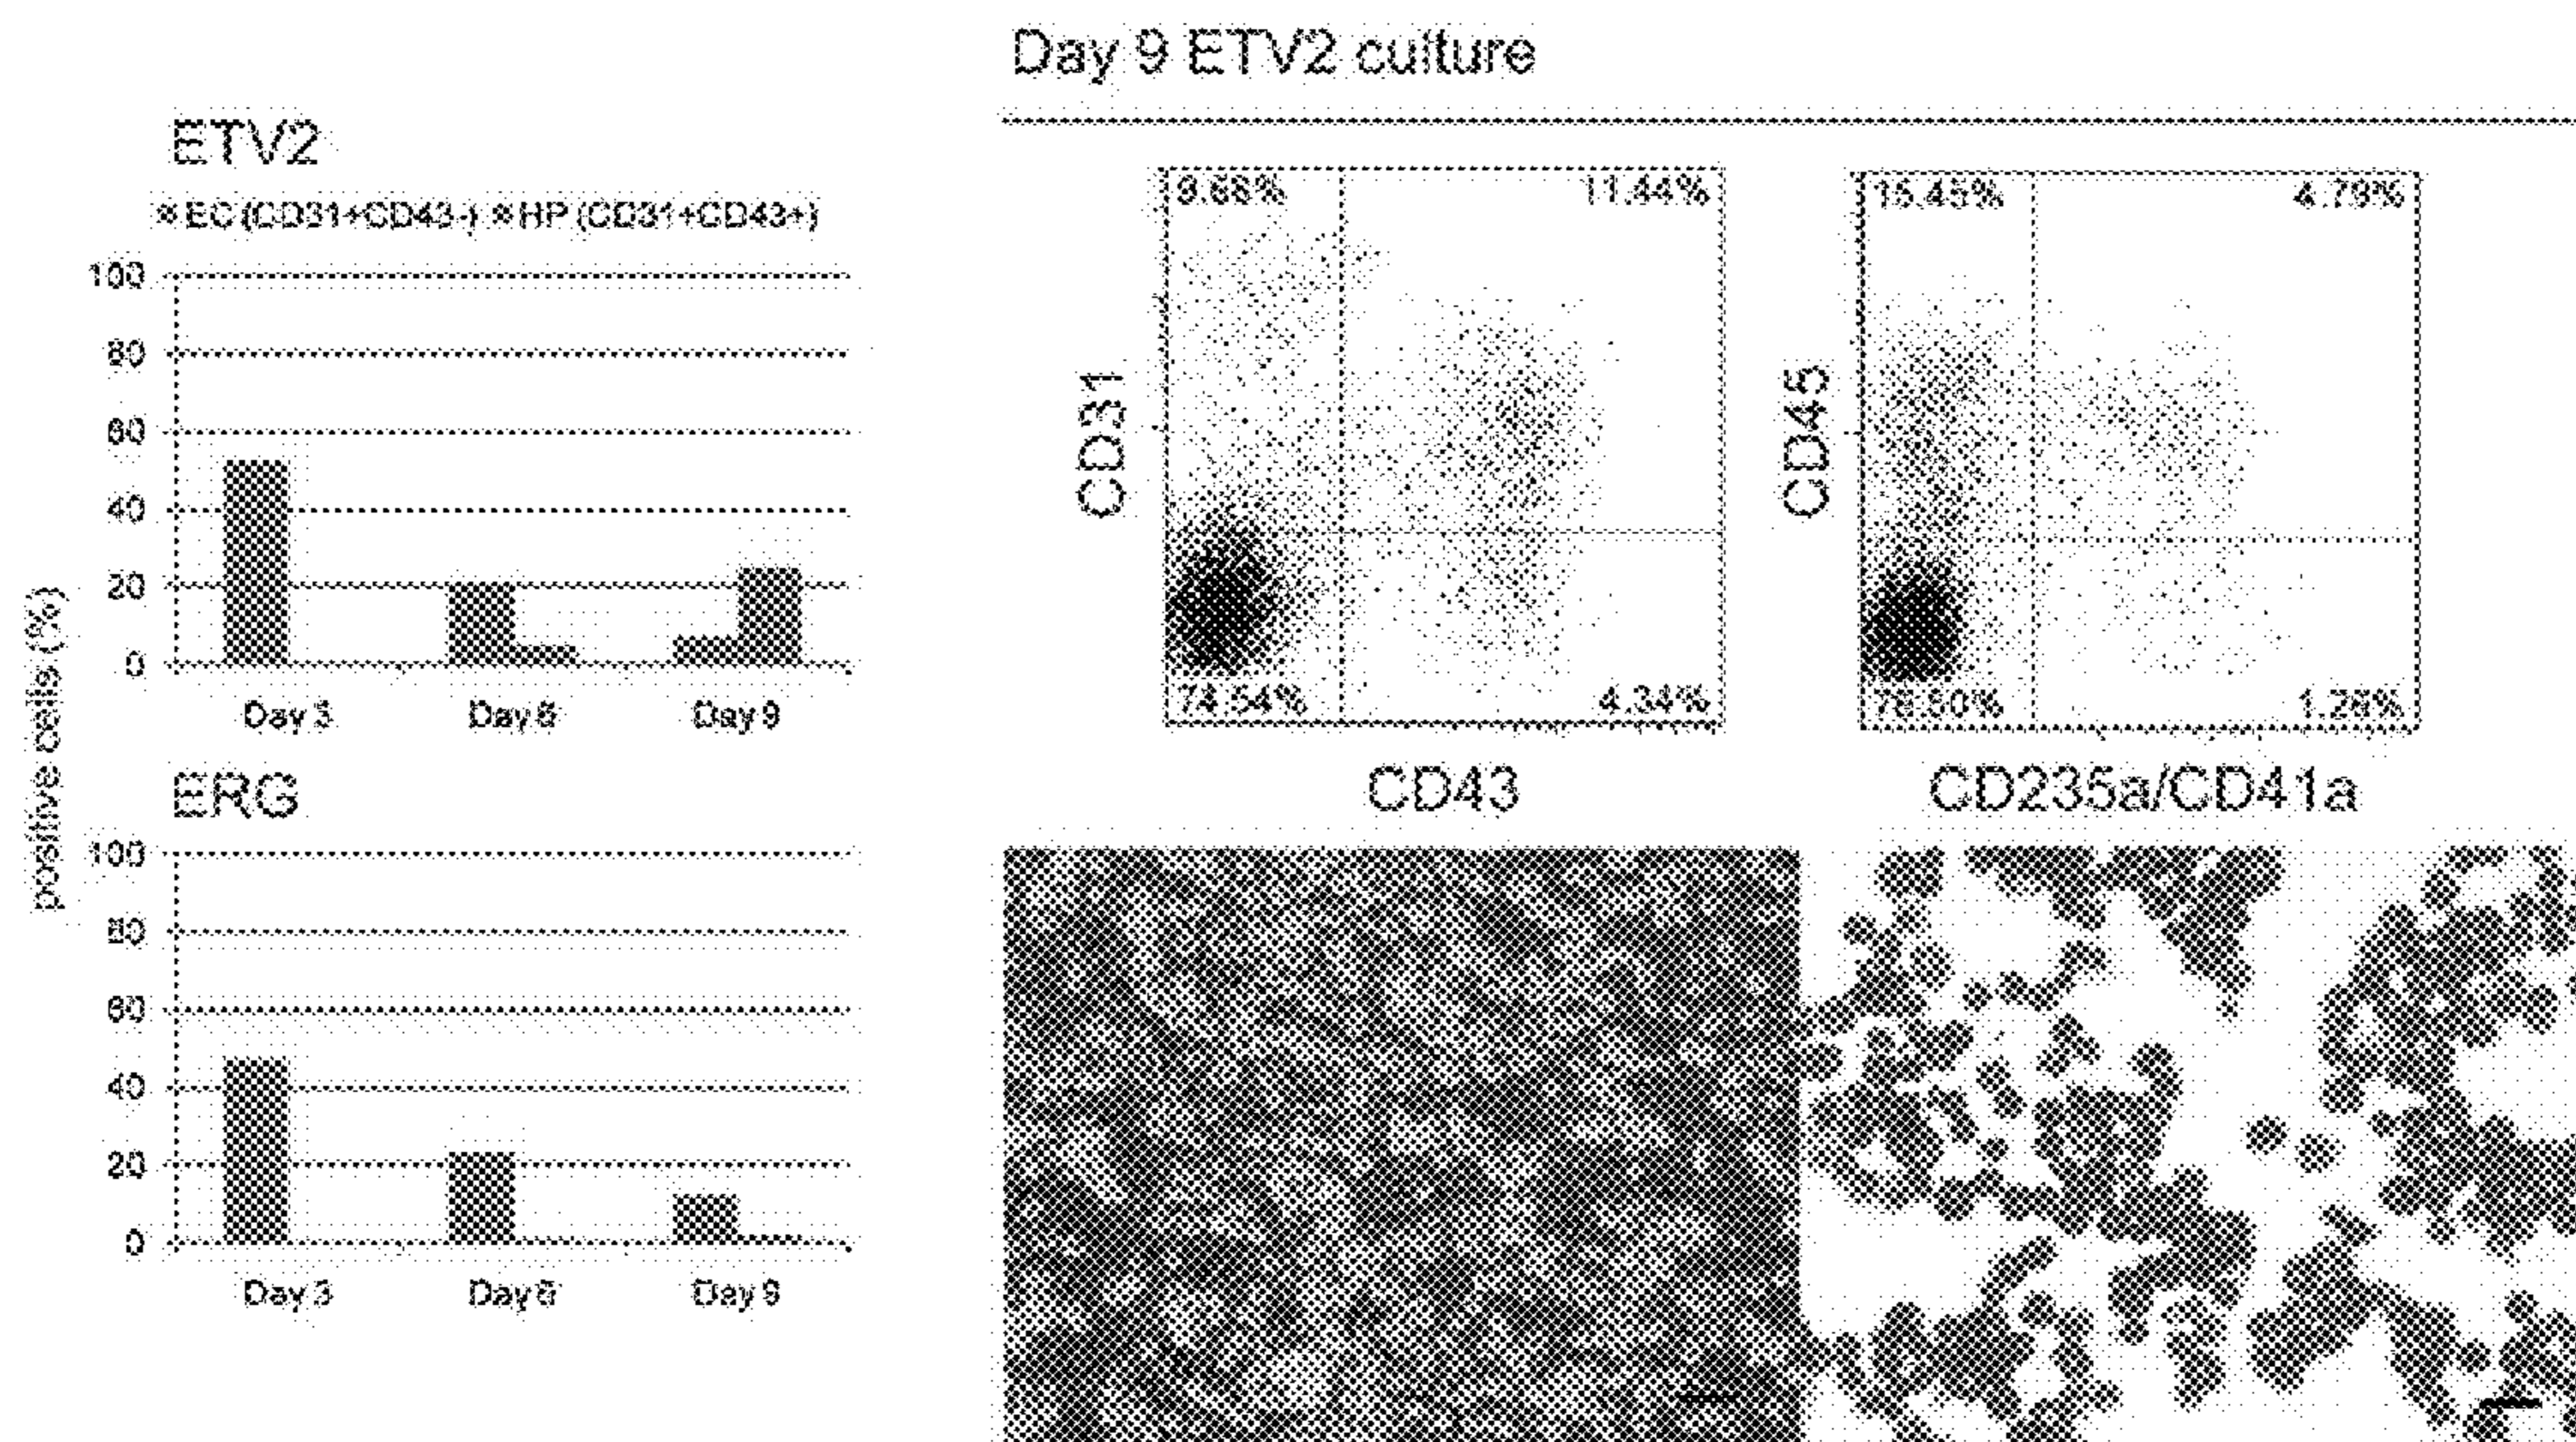 Day 9 ETV2 culture
ETV2
EC (CD31+CD43-) HP (CD31+CD43+)
100
80
60
40
20
0
Day 3 Day 6 Day 9
positive cells (%)
ERG
100
80
60
40
20
0
Day 3 Day 6 Day 9
9.68% 11.44%
74.54% 4.34%
CD31
CD43
15.45% 4.79%
1.26%
CD45
CD235a/CD41a